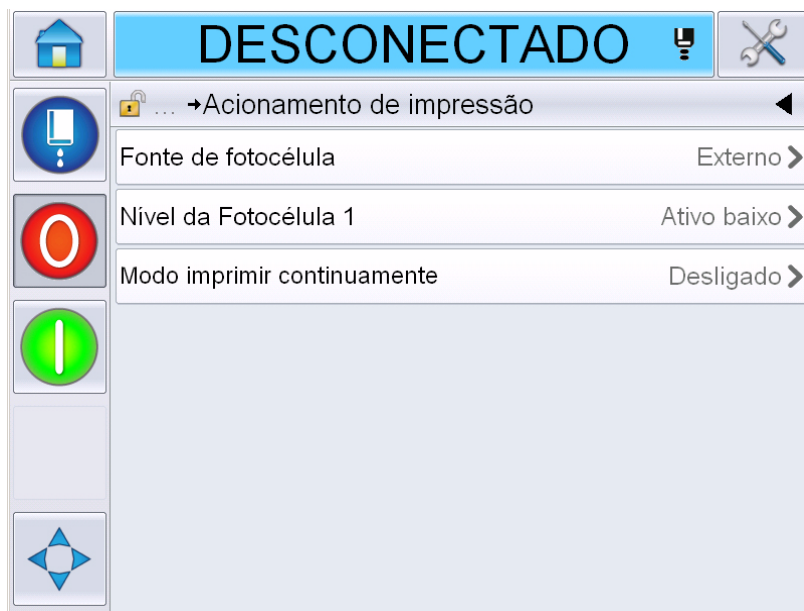 DESCONECTADO
... →Acionamento de impressão
Fonte de fotocélula Externo
Nível da Fotocélula 1 Ativo baixo
Modo imprimir continuamente Desligado